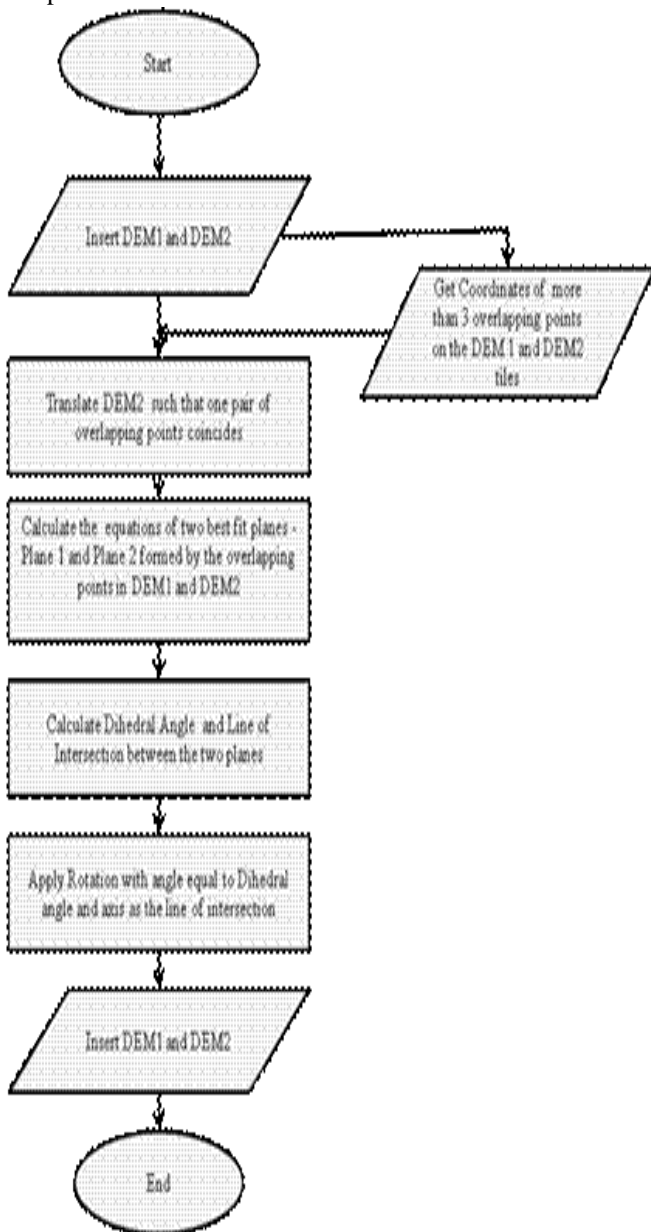 Start
Insert DEM1 and DEM2
Get Coordinates of more
than 3 overlapping points
on the DEM 1 and DEM2
tiles
Translate DEM2 such that one pair of
overlapping points coincides
Calculate the equations of two best fit planes -
Plane 1 and Plane 2 formed by the overlapping
points in DEM1 and DEM2
Calculate Dihedral Angle and Line of
Intersection between the two planes
Apply Rotation with angle equal to Dihedral
angle and axis as the line of intersection
Insert DEM1 and DEM2
End